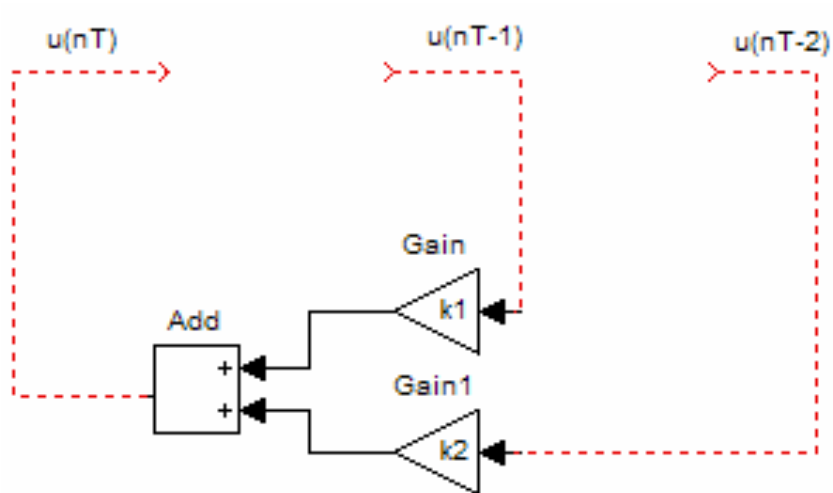 u(nT)
u(nT-1)
u(nT-2)
Gain
k1
Add
+
+
Gain1
k2